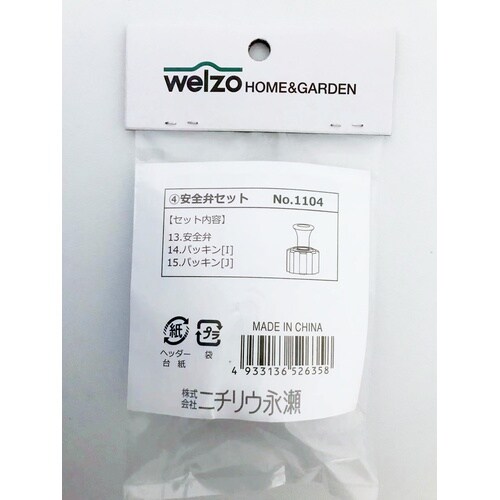 welzo HOME&GARDEN
④安全弁セット No.1104
【セット内容】
13.安全弁
14.パッキン[I]
15.パッキン[J]
紙
プラ
ヘッダー
台紙
袋
MADE IN CHINA
4 933136 526358
株式会社 ニチリウ永瀬